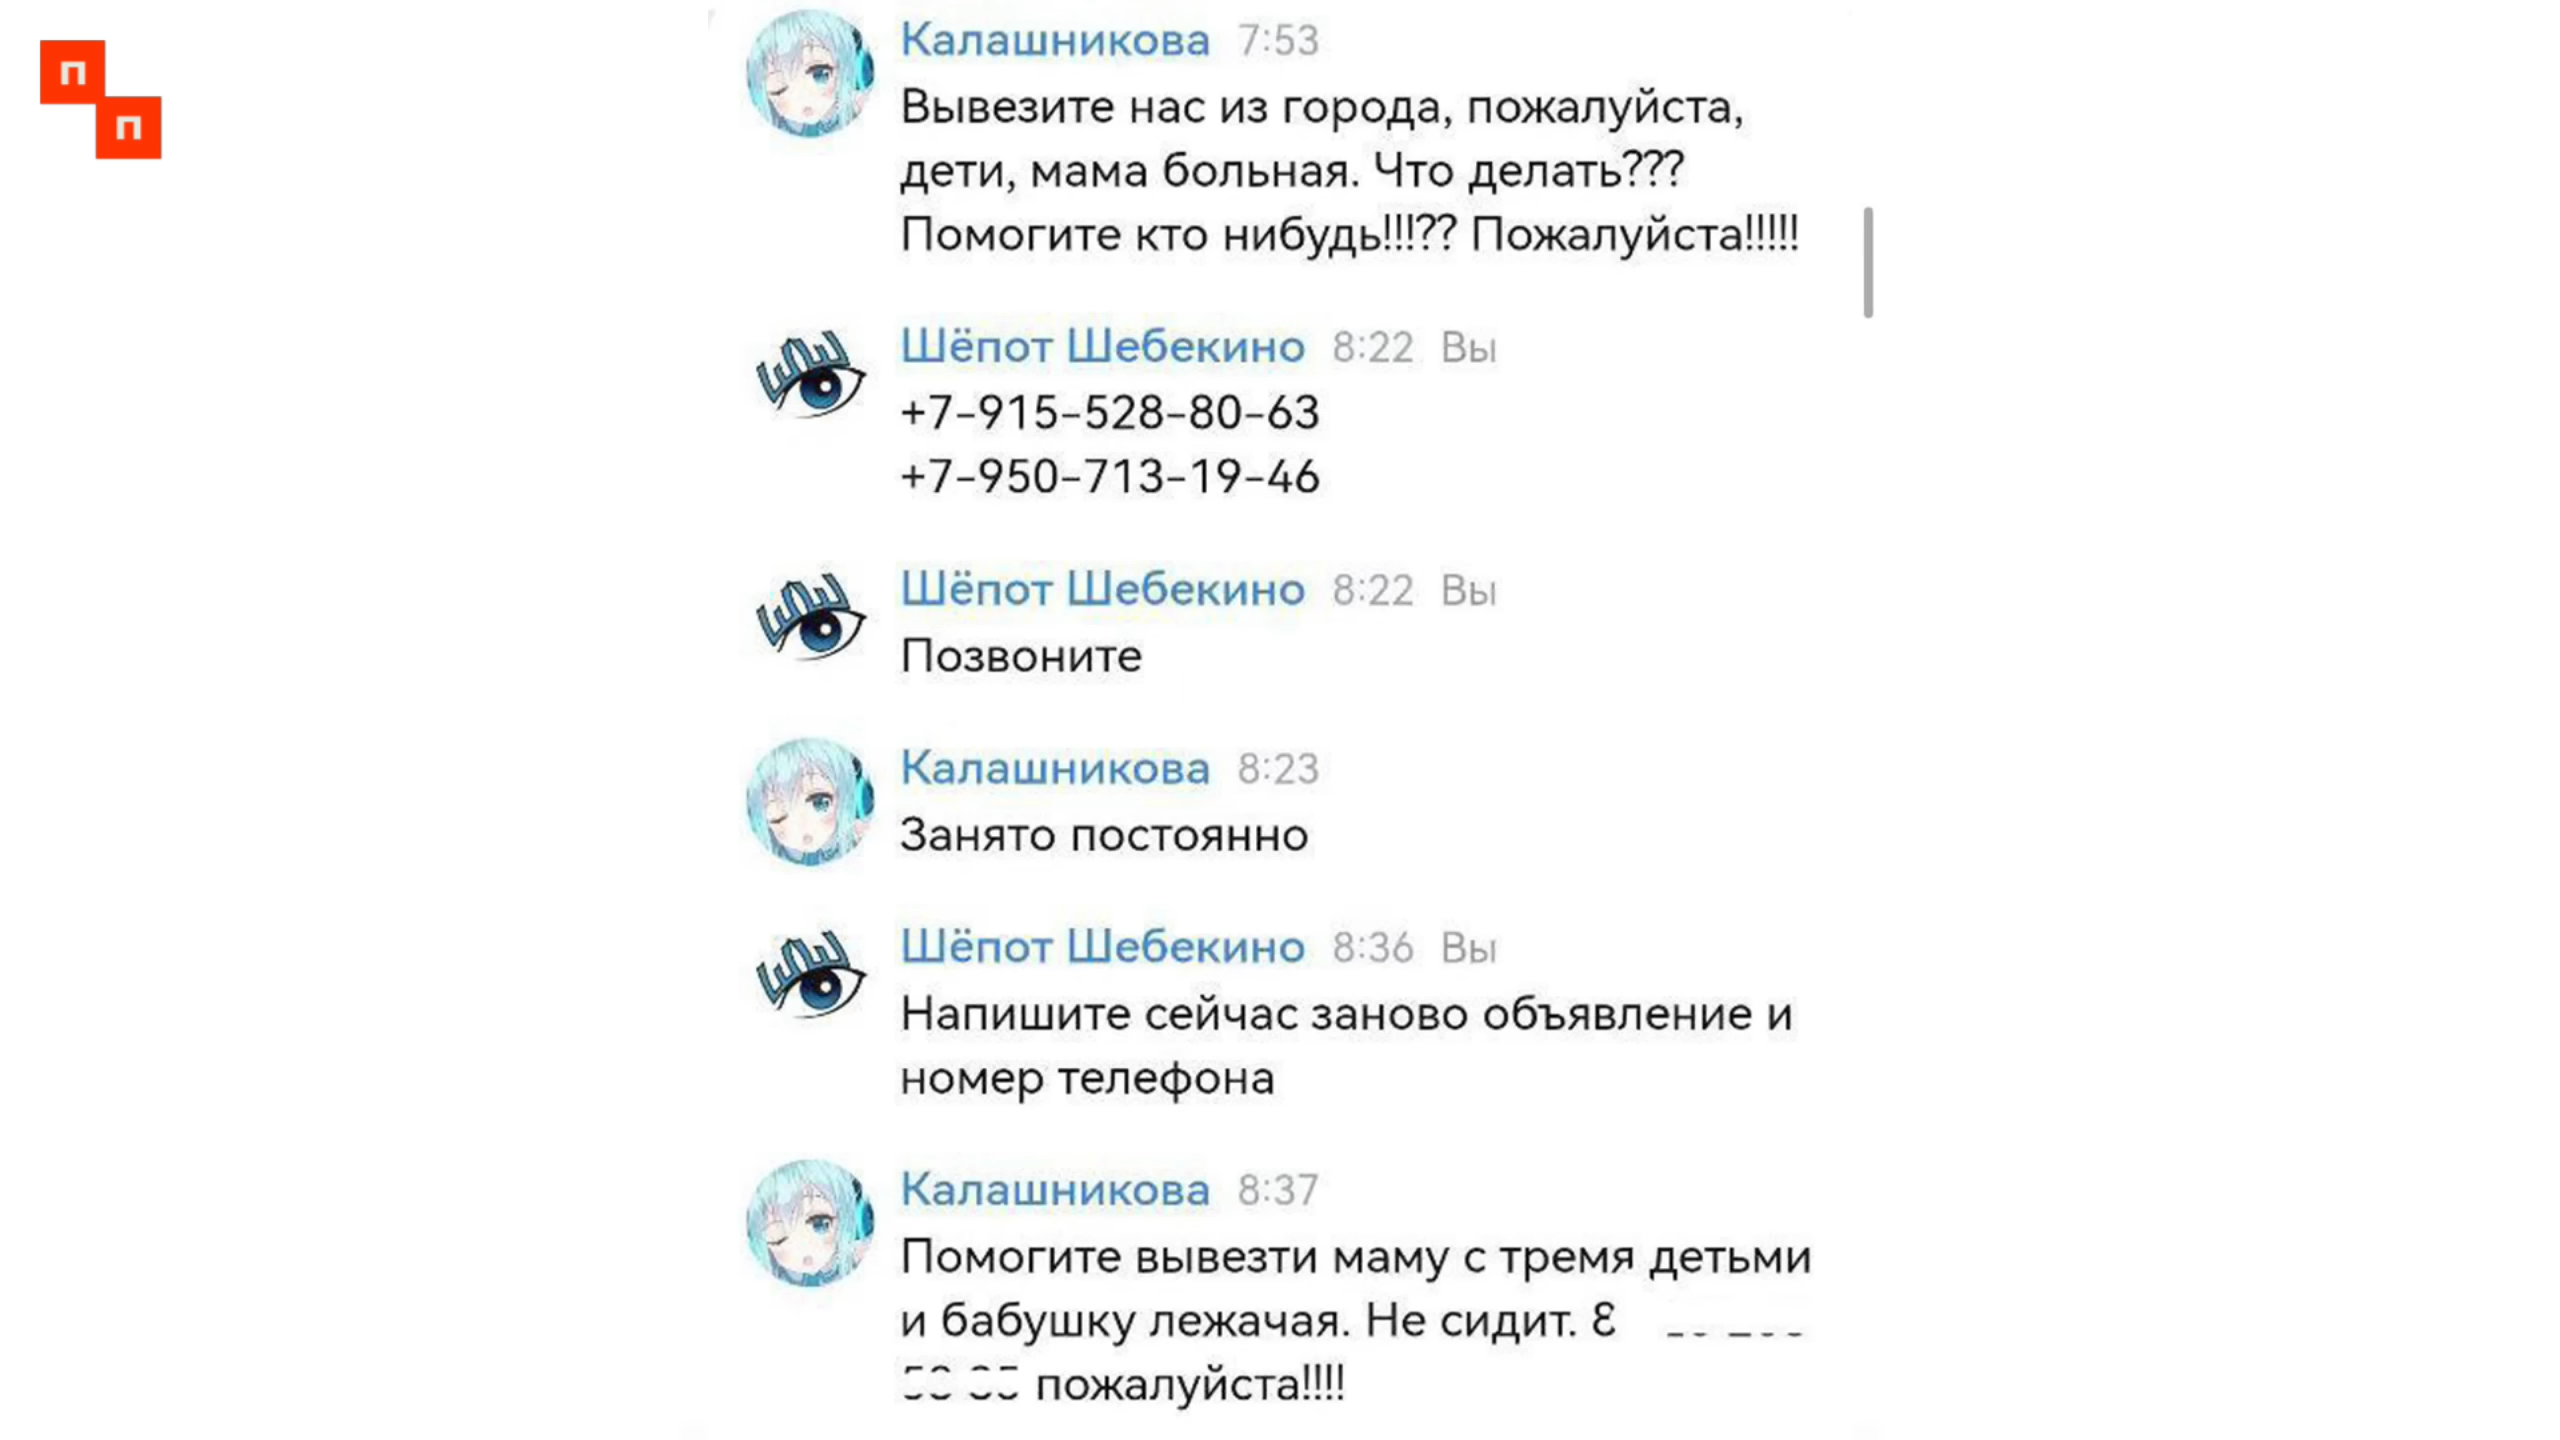 п
п
Калашникова 7:53
Вывезите нас из города, пожалуйста,
дети, мама больная. Что делать???
Помогите кто нибудь!!!?? Пожалуйста!!!!!
Шёпот Шебекино 8:22 Вы
+7-915-528-80-63
+7-950-713-19-46
Шёпот Шебекино 8:22 Вы
Позвоните
Калашникова 8:23
Занято постоянно
Шёпот Шебекино 8:36 Вы
Напишите сейчас заново объявление и
номер телефона
Калашникова 8:37
Помогите вывезти маму с тремя детьми
и бабушку лежачая. Не сидит. 8
пожалуйста!!!!